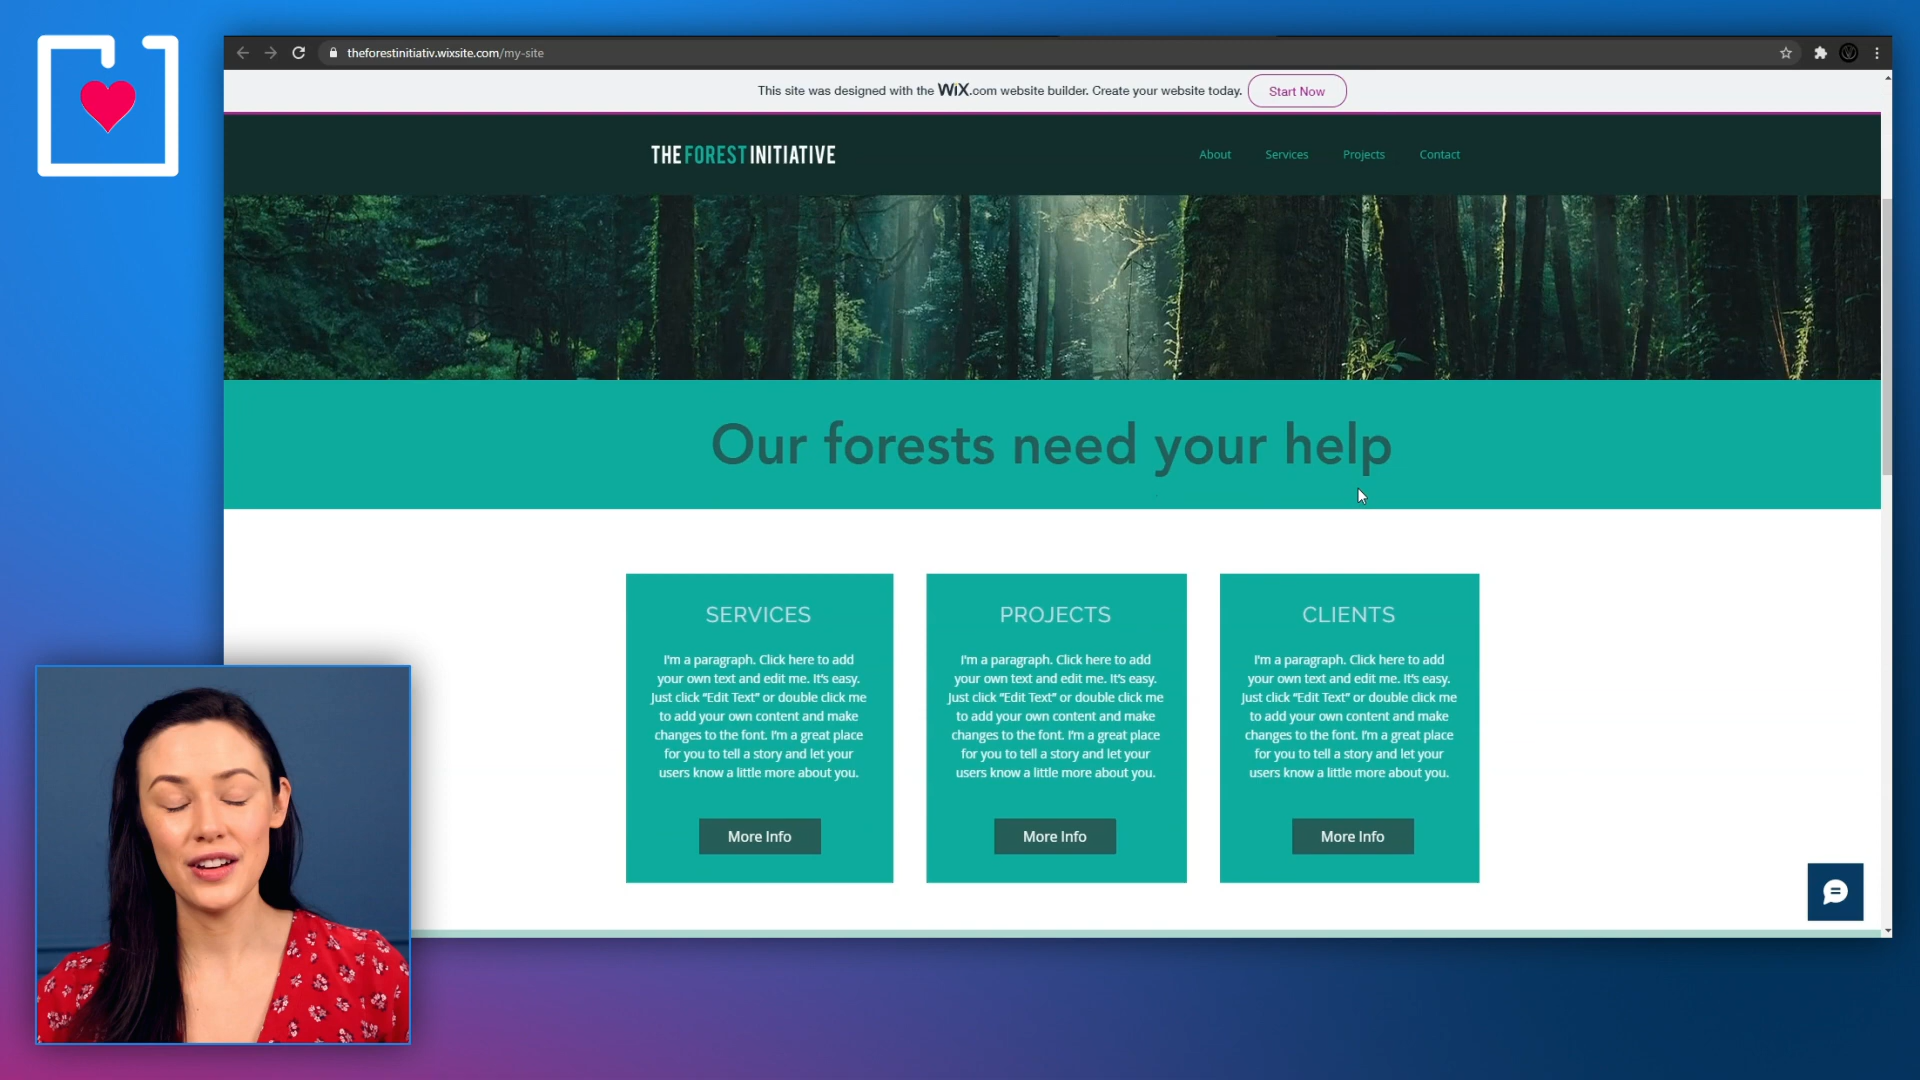 theforestinitiativ.wixsite.com/my-site
This site was designed with the WiX.com website builder. Create your website today.
Start Now
THE FOREST INITIATIVE
About
Services
Projects
Contact
Our forests need your help
SERVICES
I'm a paragraph. Click here to add
your own text and edit me. It's easy.
Just click “Edit Text” or double click me
to add your own content and make
changes to the font. I'm a great place
for you to tell a story and let your
users know a little more about you.
More Info
PROJECTS
I'm a paragraph. Click here to add
your own text and edit me. It's easy.
Just click “Edit Text” or double click me
to add your own content and make
changes to the font. I'm a great place
for you to tell a story and let your
users know a little more about you.
More Info
CLIENTS
I'm a paragraph. Click here to add
your own text and edit me. It's easy.
Just click “Edit Text” or double click me
to add your own content and make
changes to the font. I'm a great place
for you to tell a story and let your
users know a little more about you.
More Info